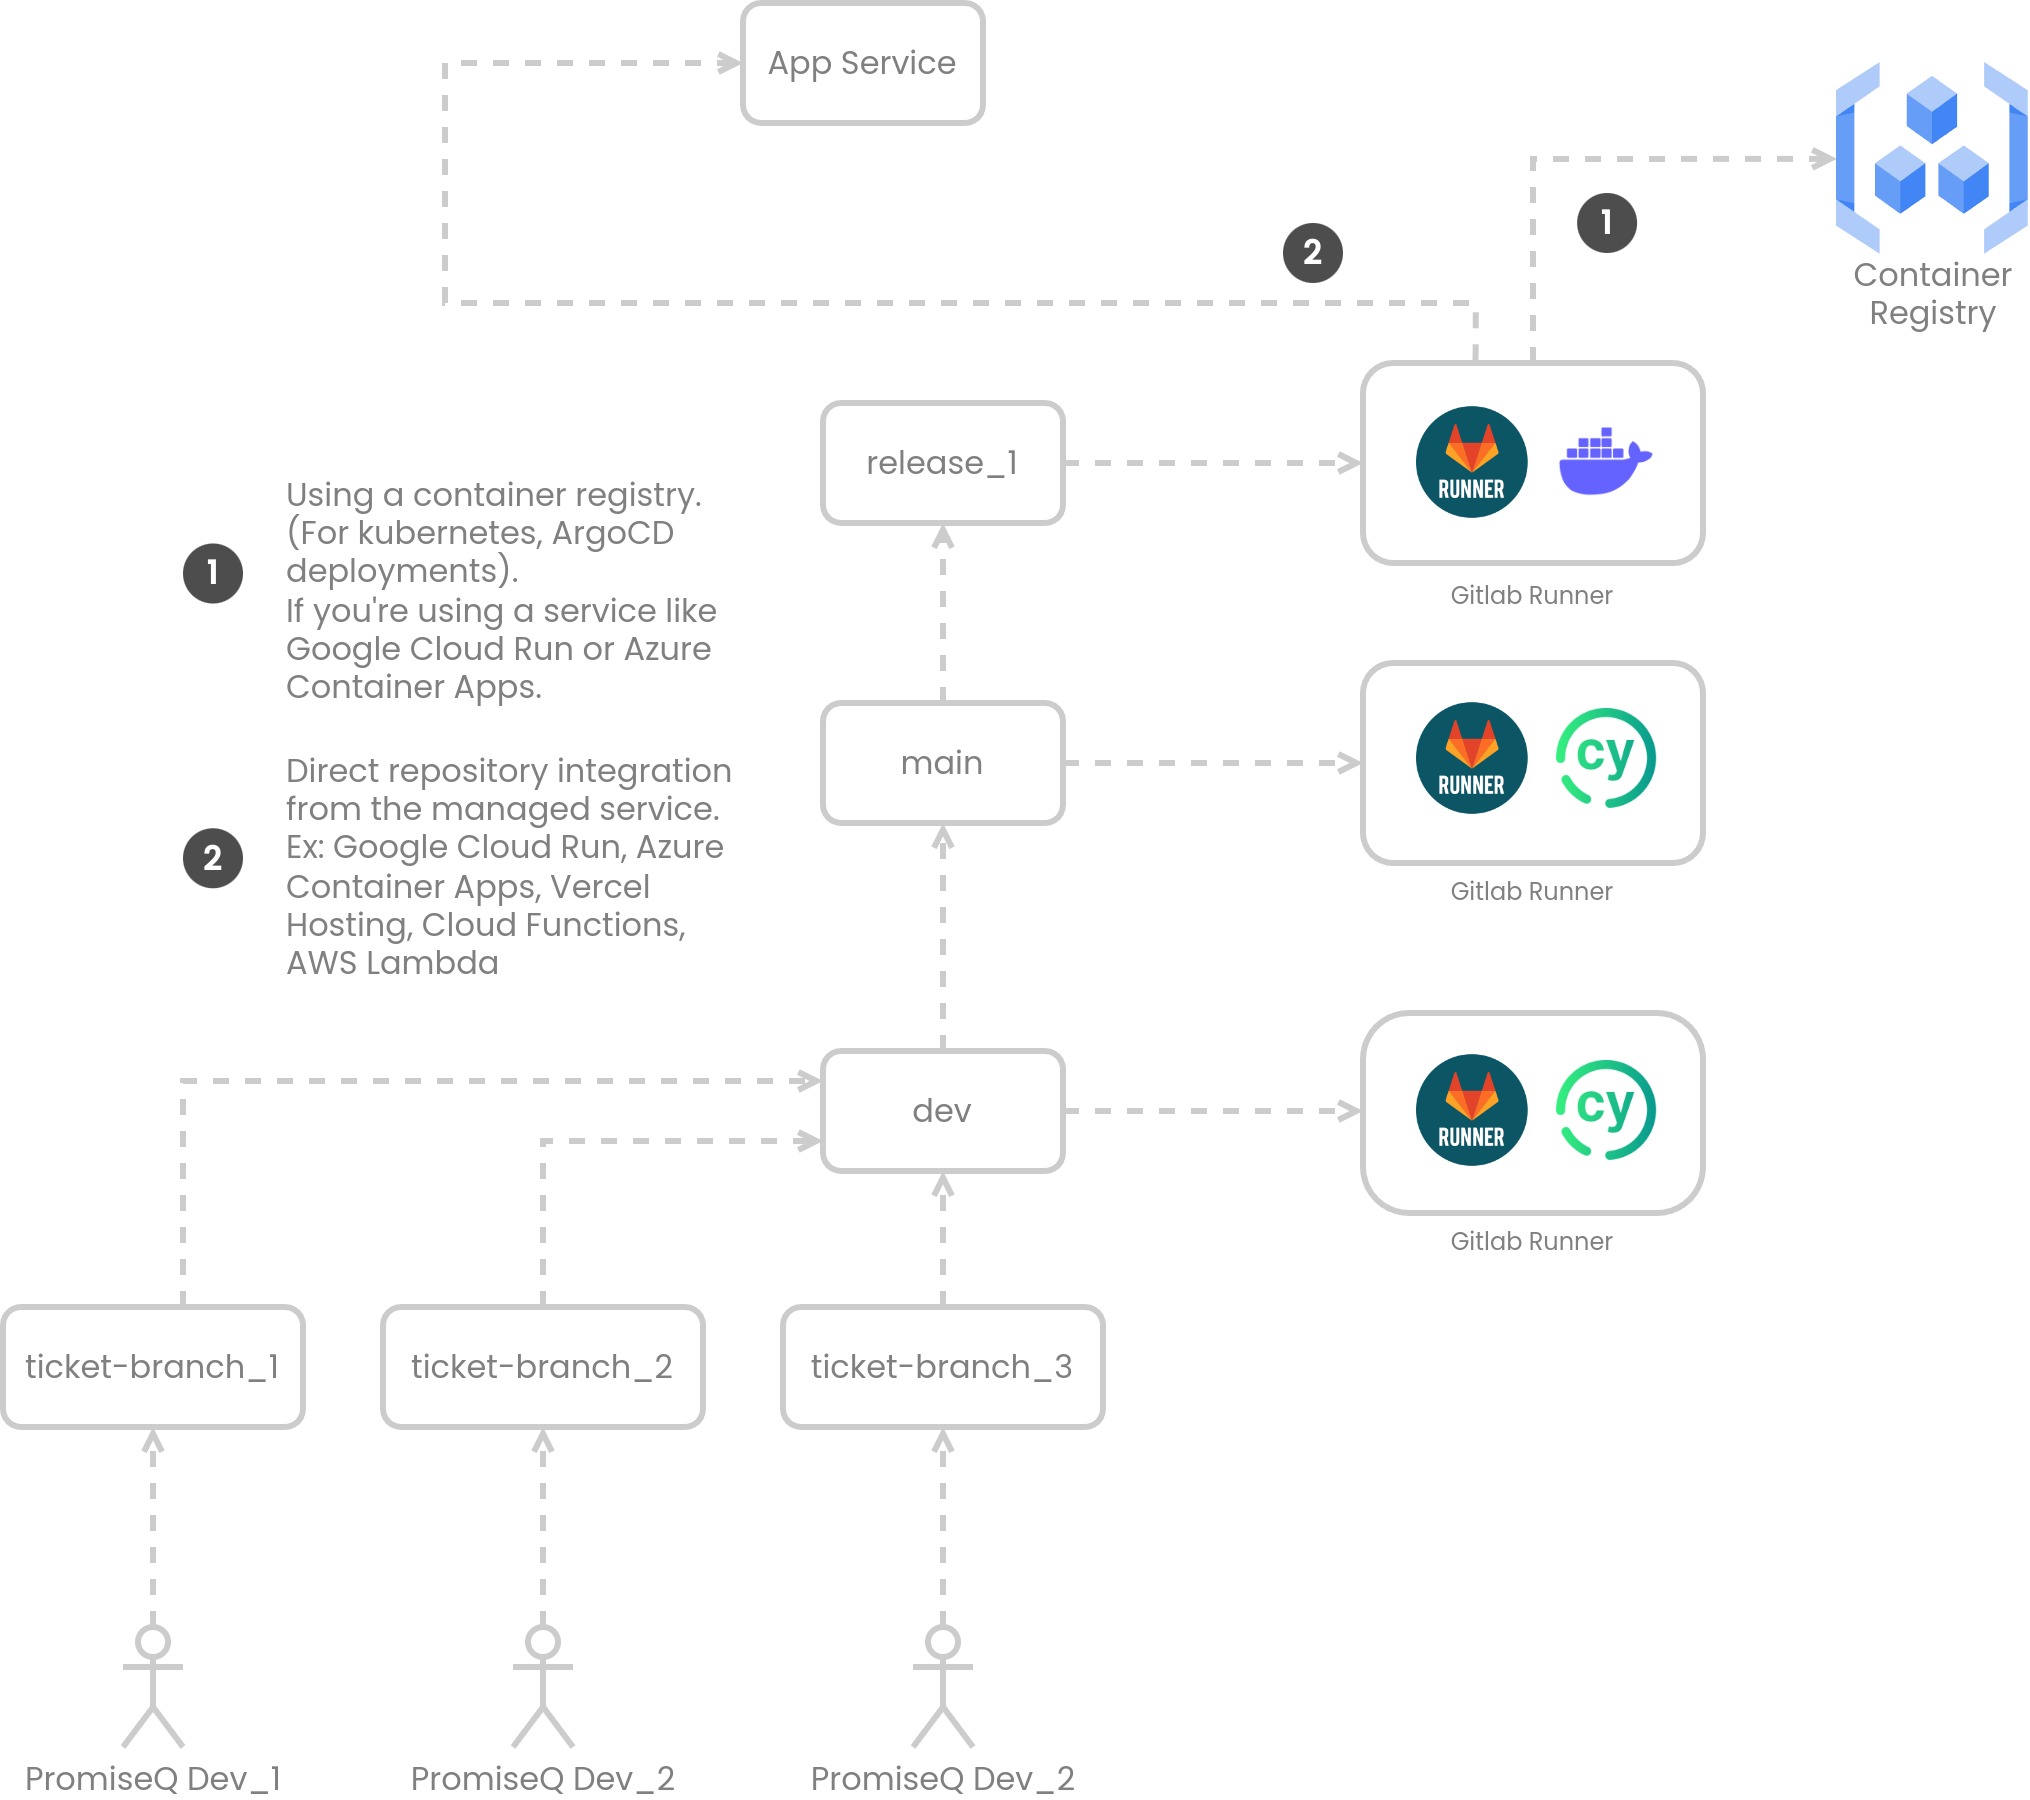 App Service
1
2
Container
Registry
release_1
RUNNER
Gitlab Runner
1
Using a container registry.
(For kubernetes, ArgoCD
deployments).
If you're using a service like
Google Cloud Run or Azure
Container Apps.
main
RUNNER
cy
Gitlab Runner
2
Direct repository integration
from the managed service.
Ex: Google Cloud Run, Azure
Container Apps, Vercel
Hosting, Cloud Functions,
AWS Lambda
dev
RUNNER
cy
Gitlab Runner
ticket-branch_1
ticket-branch_2
ticket-branch_3
PromiseQ Dev_1
PromiseQ Dev_2
PromiseQ Dev_2